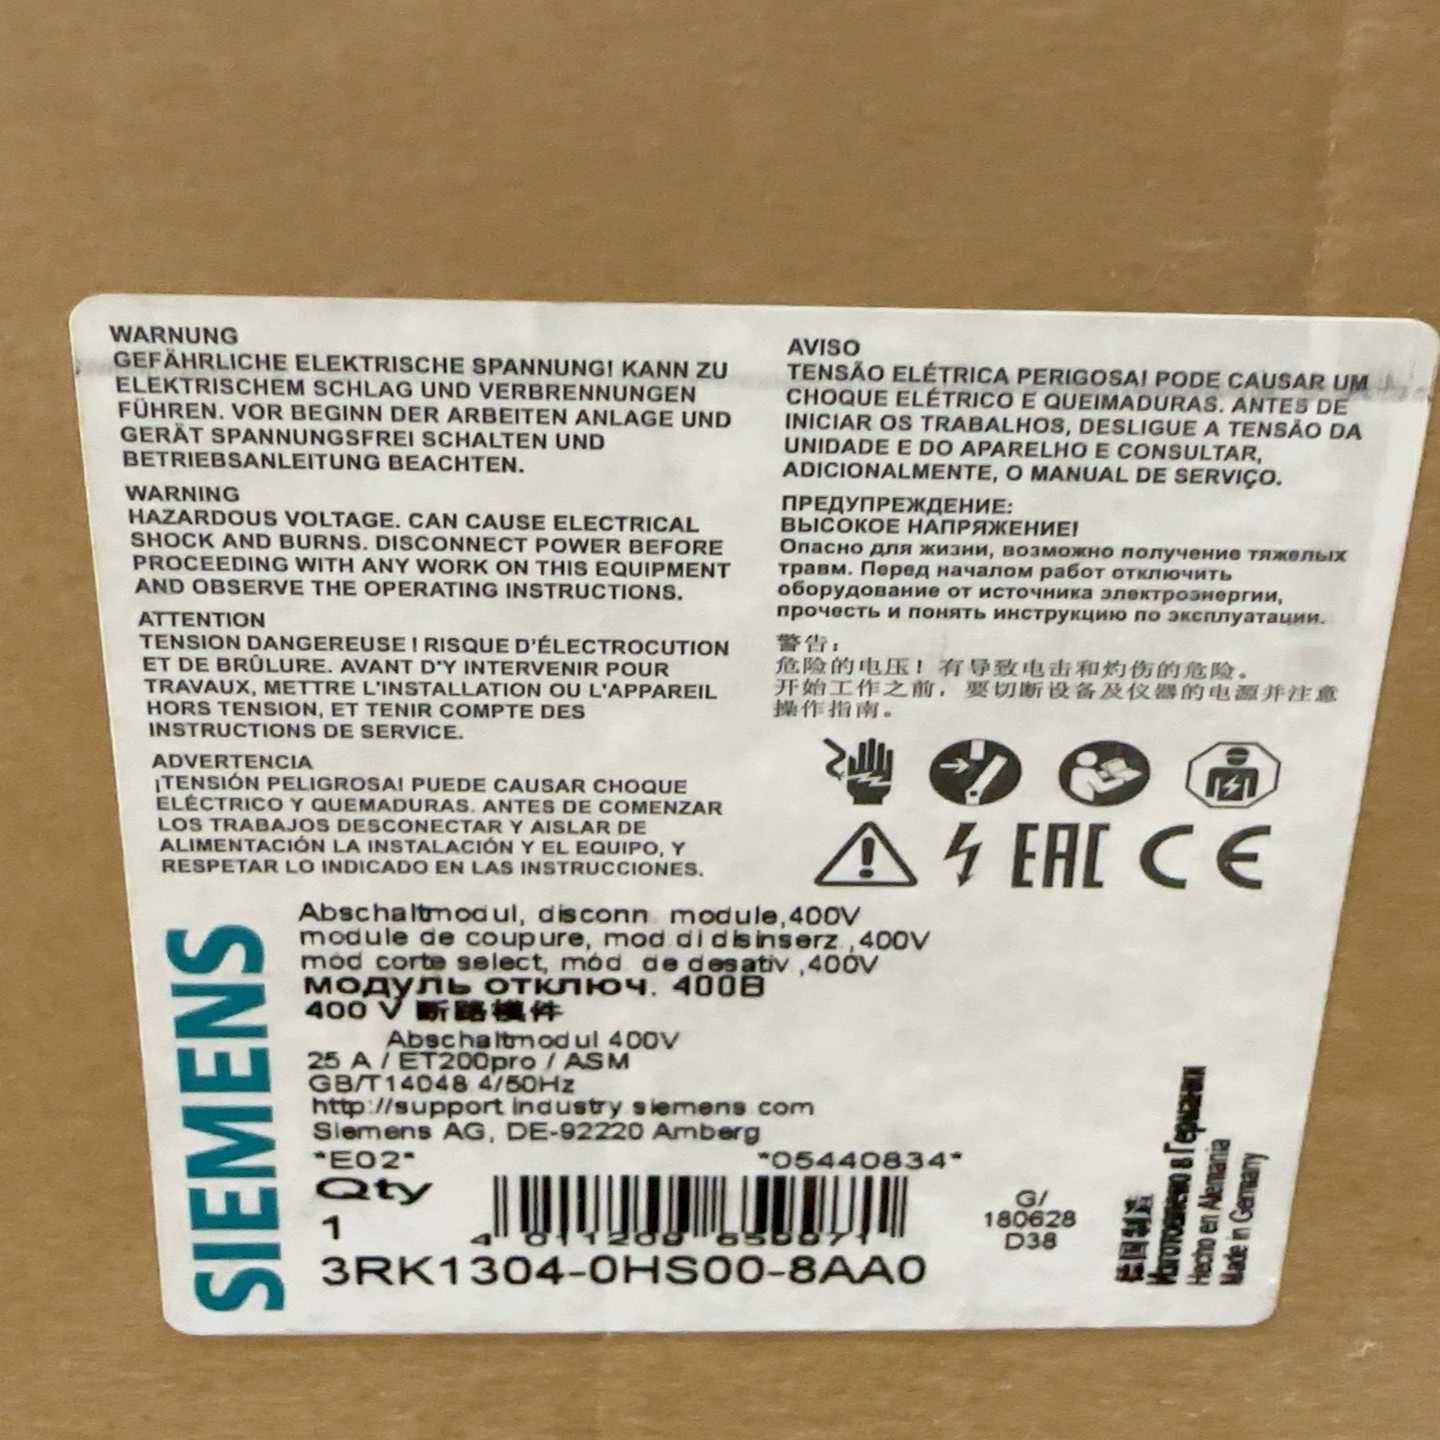 WARNUNG
GEFÄHRLICHE ELEKTRISCHE SPANNUNG! KANN ZU
ELEKTRISCHEM SCHLAG UND VERBRENNUNGEN
FÜHREN. VOR BEGINN DER ARBEITEN ANLAGE UND
GERÄT SPANNUNGSFREI SCHALTEN UND
BETRIEBSANLEITUNG BEACHTEN.
WARNING
HAZARDOUS VOLTAGE. CAN CAUSE ELECTRICAL
SHOCK AND BURNS. DISCONNECT POWER BEFORE
PROCEEDING WITH ANY WORK ON THIS EQUIPMENT
AND OBSERVE THE OPERATING INSTRUCTIONS.
ATTENTION
TENSION DANGEREUSE ! RISQUE D'ÉLECTROCUTION
ET DE BRÛLURE. AVANT D'Y INTERVENIR POUR
TRAVAUX, METTRE L'INSTALLATION OU L'APPAREIL
HORS TENSION, ET TENIR COMPTE DES
INSTRUCTIONS DE SERVICE.
ADVERTENCIA
¡TENSIÓN PELIGROSA! PUEDE CAUSAR CHOQUE
ELÉCTRICO Y QUEMADURAS. ANTES DE COMENZAR
LOS TRABAJOS DESCONECTAR Y AISLAR DE
ALIMENTACIÓN LA INSTALACIÓN Y EL EQUIPO, Y
RESPETAR LO INDICADO EN LAS INSTRUCCIONES.
AVISO
TENSÃO ELÉTRICA PERIGOSA! PODE CAUSAR UM
CHOQUE ELÉTRICO E QUEIMADURAS. ANTES DE
INICIAR OS TRABALHOS, DESLIGUE A TENSÃO DA
UNIDADE E DO APARELHO E CONSULTAR,
ADICIONALMENTE, O MANUAL DE SERVIÇO.
ПРЕДУПРЕЖДЕНИЕ:
ВЫСОКОЕ НАПРЯЖЕНИЕ!
Опасно для жизни, возможно получение тяжелых
травм. Перед началом работ отключить
оборудование от источника электроэнергии,
прочесть и понять инструкцию по эксплуатации.
警告:
危险的电压! 有导致电击和灼伤的危险。
开始工作之前, 要切断设备及仪器的电源并注意
操作指南。
EAC CE
SIEMENS
Abschaltmodul, disconn. module,400V
module de coupure, mod di disinserz.,400V
mód corte select, mód. de desativ.,400V
модуль отключ. 400В
400 V 断路模件
Abschaltmodul 400V
25 A / ET200pro / ASM
GB/T14048.4/50Hz
http://support.industry.siemens.com
Siemens AG, DE-92220 Amberg
*E02* *05440834*
Qty
1
3RK1304-0HS00-8AA0
G/
180628
D38
德国制造
Изготовлено в Германии
Hecho en Alemania
Made in Germany